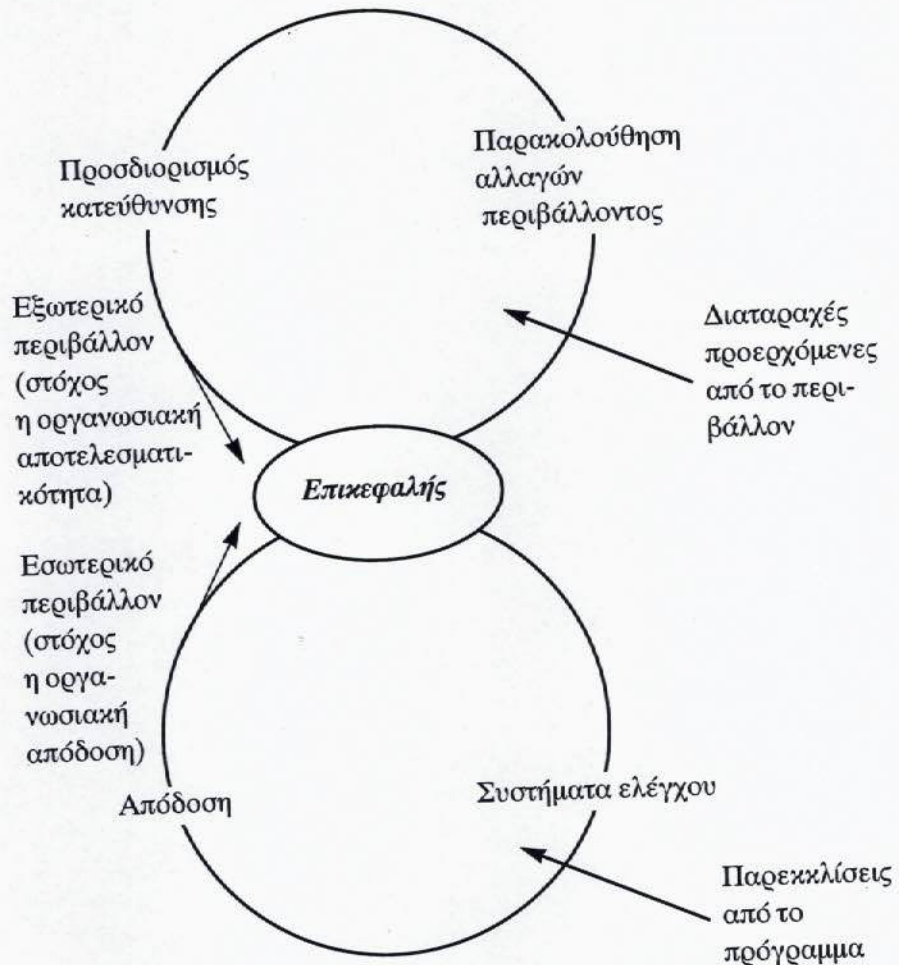 Προσδιορισμός
κατεύθυνσης
Παρακολούθηση
αλλαγών
περιβάλλοντος
Εξωτερικό
περιβάλλον
(στόχος
η οργανωσιακή
αποτελεσματι-
κότητα)
Διαταραχές
προερχόμενες
από το περι-
βάλλον
Επικεφαλής
Εσωτερικό
περιβάλλον
(στόχος
η οργα-
νωσιακή
απόδοση)
Απόδοση
Συστήματα ελέγχου
Παρεκκλίσεις
από το
πρόγραμμα